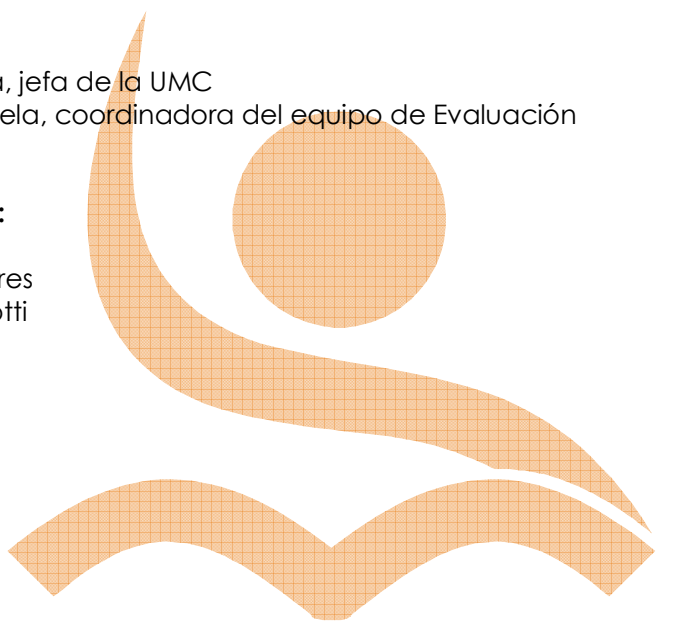 , jefa de la UMC
ela, coordinadora del equipo de Evaluación
:
res
tti